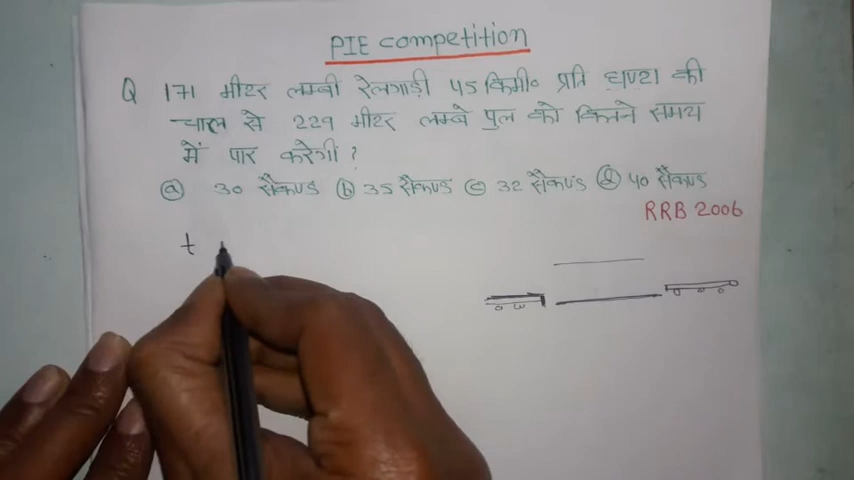 PIE competition
Q 171 मीटर लम्बी रेलगाड़ी 45 किमी० प्रति घण्टा की
चाल से 229 मीटर लम्बे पुल को कितने समय
में पार करेगी ?
ⓐ 30 सैकण्ड ⓑ 35 सैकण्ड ⓒ 32 सैकण्ड ⓓ 40 सैकण्ड
RRB 2006
t